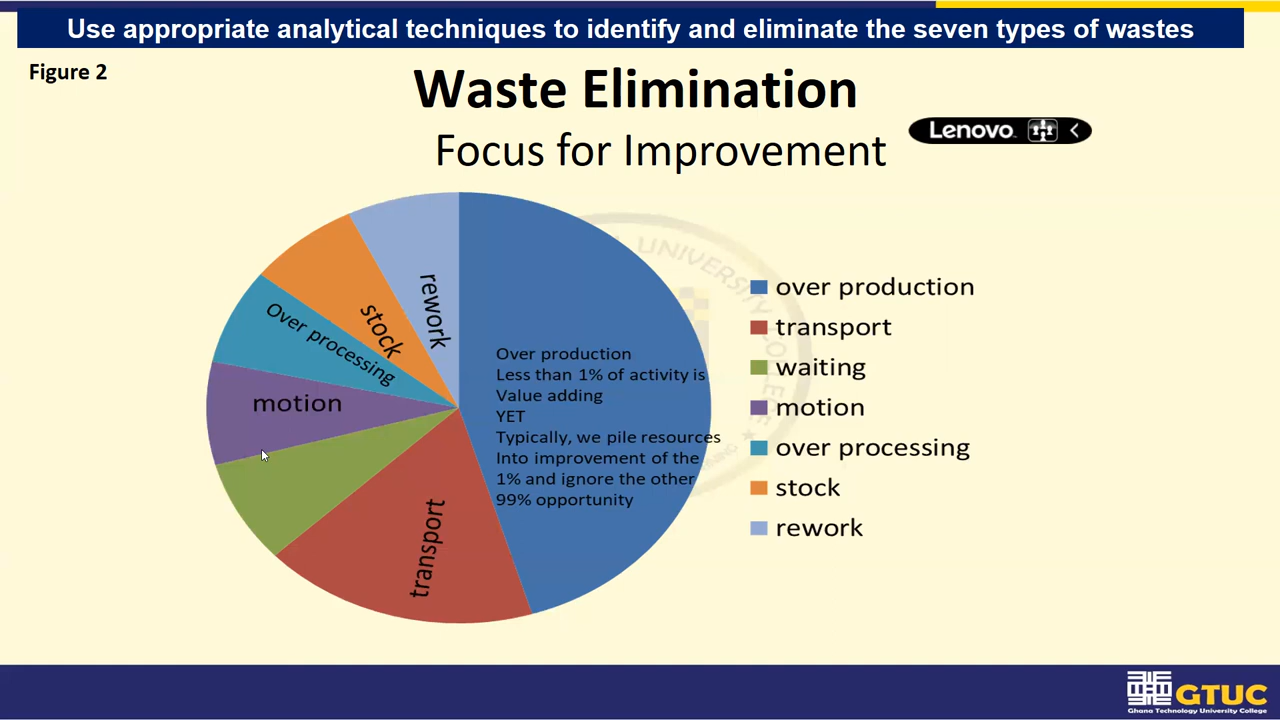 Use appropriate analytical techniques to identify and eliminate the seven types of wastes
Figure 2
Waste Elimination
Focus for Improvement
Lenovo
UNIVERSITY COLLEGE
rework
stock
Over processing
motion
transport
Over production
Less than 1% of activity is
Value adding
YET
Typically, we pile resources
Into improvement of the
1% and ignore the other
99% opportunity
over production
transport
waiting
motion
over processing
stock
rework
GTUC
Ghana Technology University College